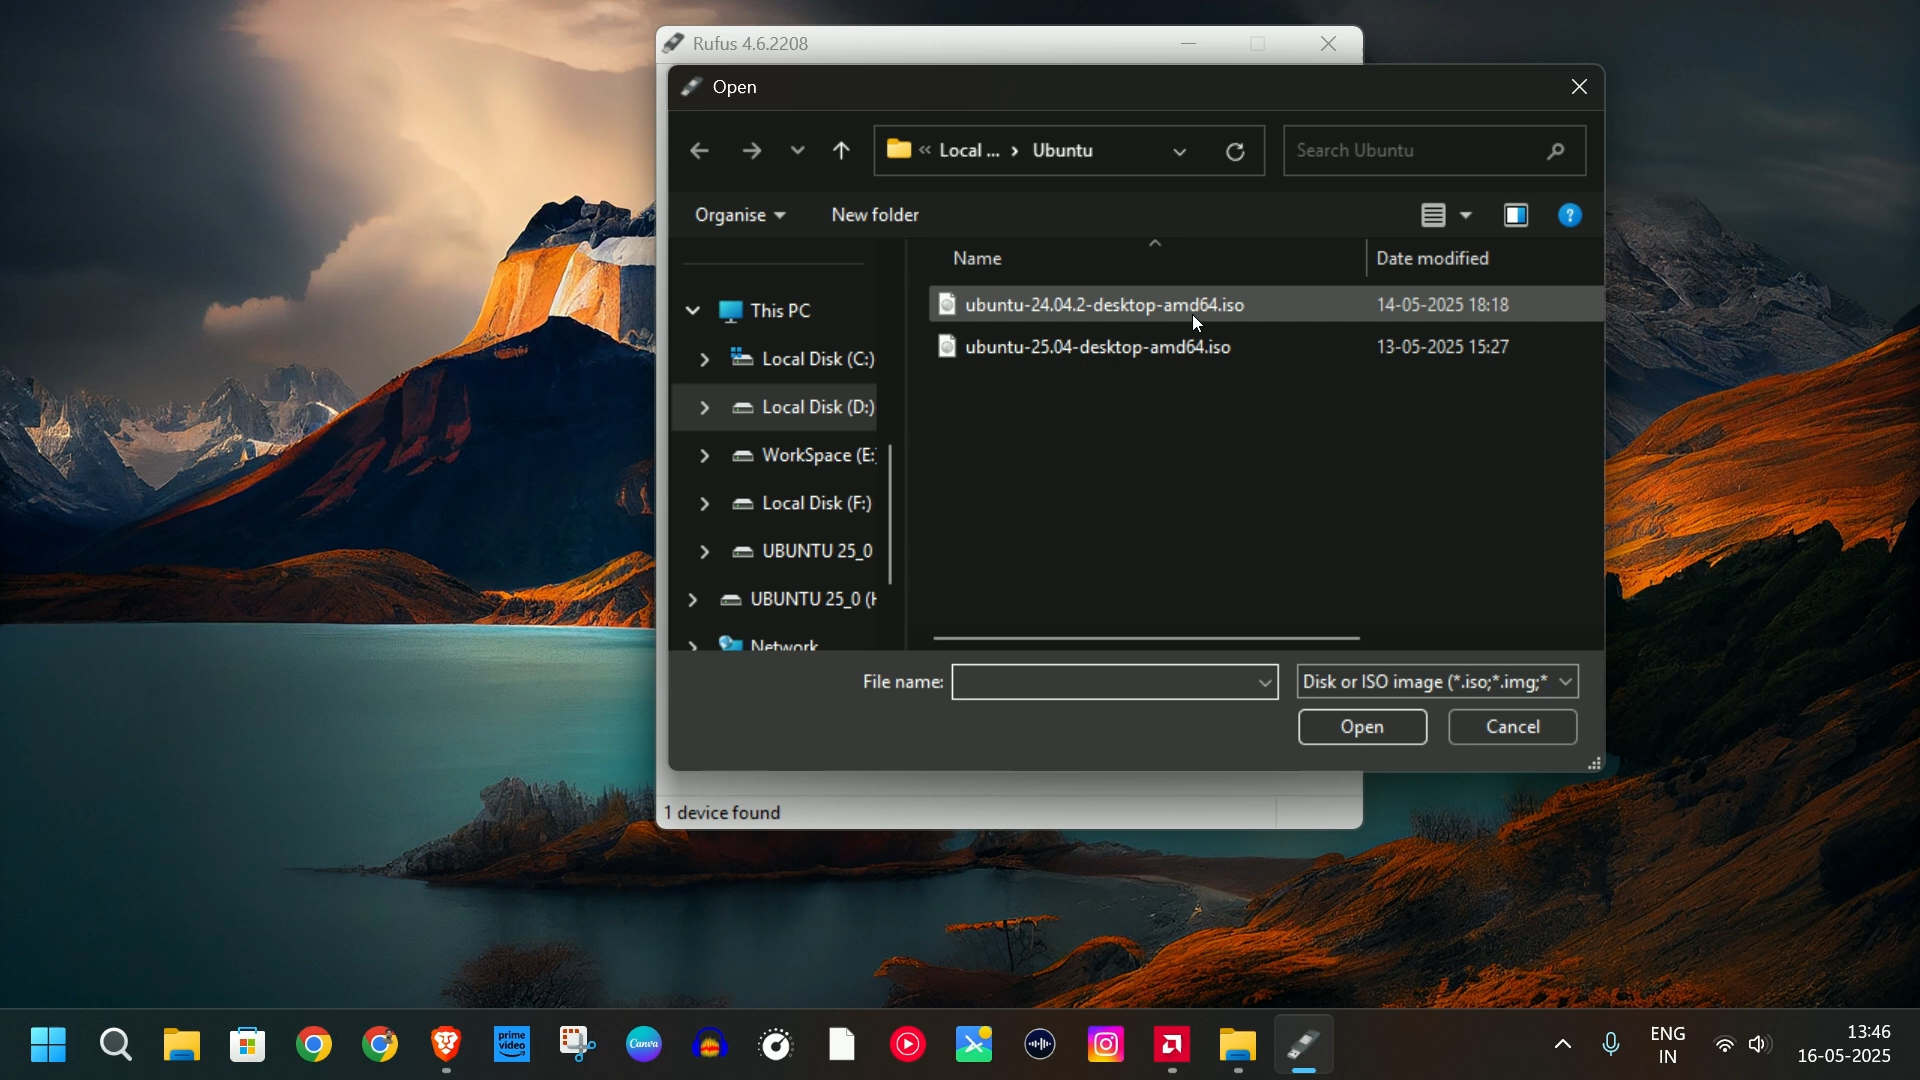 Rufus 4.6.2208
Open
« Local ... › Ubuntu
Search Ubuntu
Organise
New folder
Name
Date modified
This PC
ubuntu-24.04.2-desktop-amd64.iso
14-05-2025 18:18
ubuntu-25.04-desktop-amd64.iso
13-05-2025 15:27
Local Disk (C:)
Local Disk (D:)
WorkSpace (E:
Local Disk (F:)
UBUNTU 25_0
UBUNTU 25_0 (H
Network
File name:
Disk or ISO image (*.iso;*.img;*
Open
Cancel
1 device found
prime
video
Canva
ENG
IN
13:46
16-05-2025